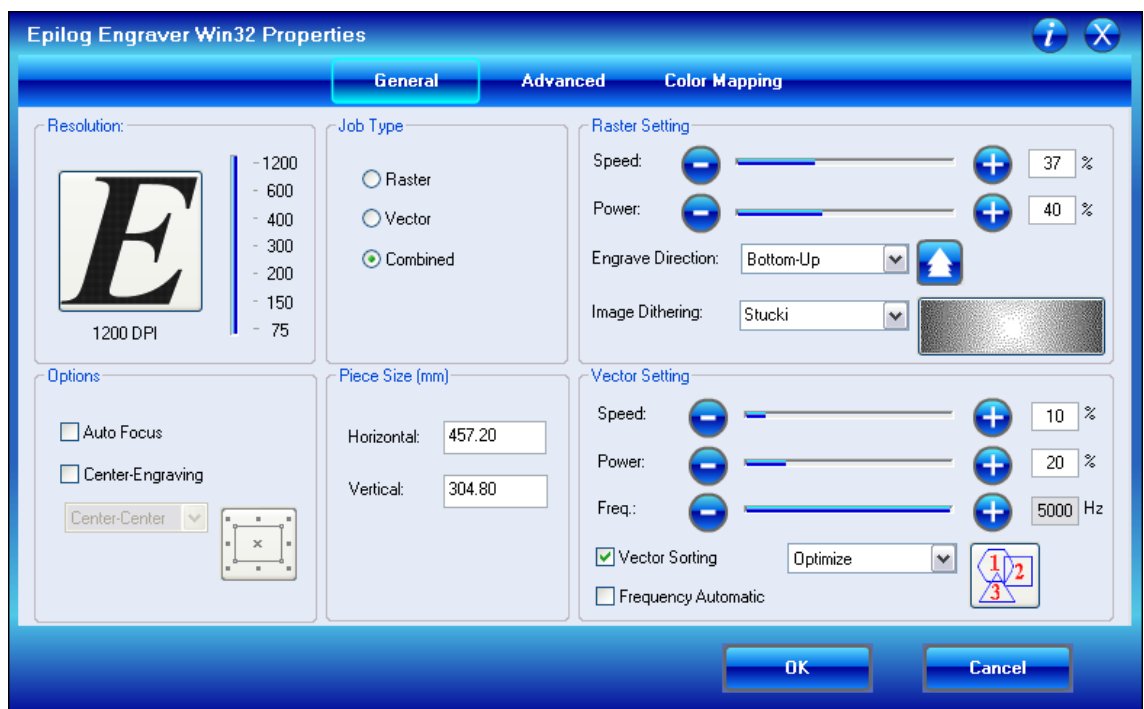 Epilog Engraver Win32 Properties
i X
General Advanced Color Mapping
Resolution:
E
1200 DPI
-1200
- 600
- 400
- 300
- 200
- 150
- 75
Job Type
Raster
Vector
Combined
Raster Setting
Speed: 37 %
Power: 40 %
Engrave Direction: Bottom-Up
Image Dithering: Stucki
Options
Auto Focus
Center-Engraving
Center-Center
Piece Size (mm)
Horizontal: 457.20
Vertical: 304.80
Vector Setting
Speed: 10 %
Power: 20 %
Freq.: 5000 Hz
Vector Sorting Optimize
1 2
3
Frequency Automatic
OK Cancel